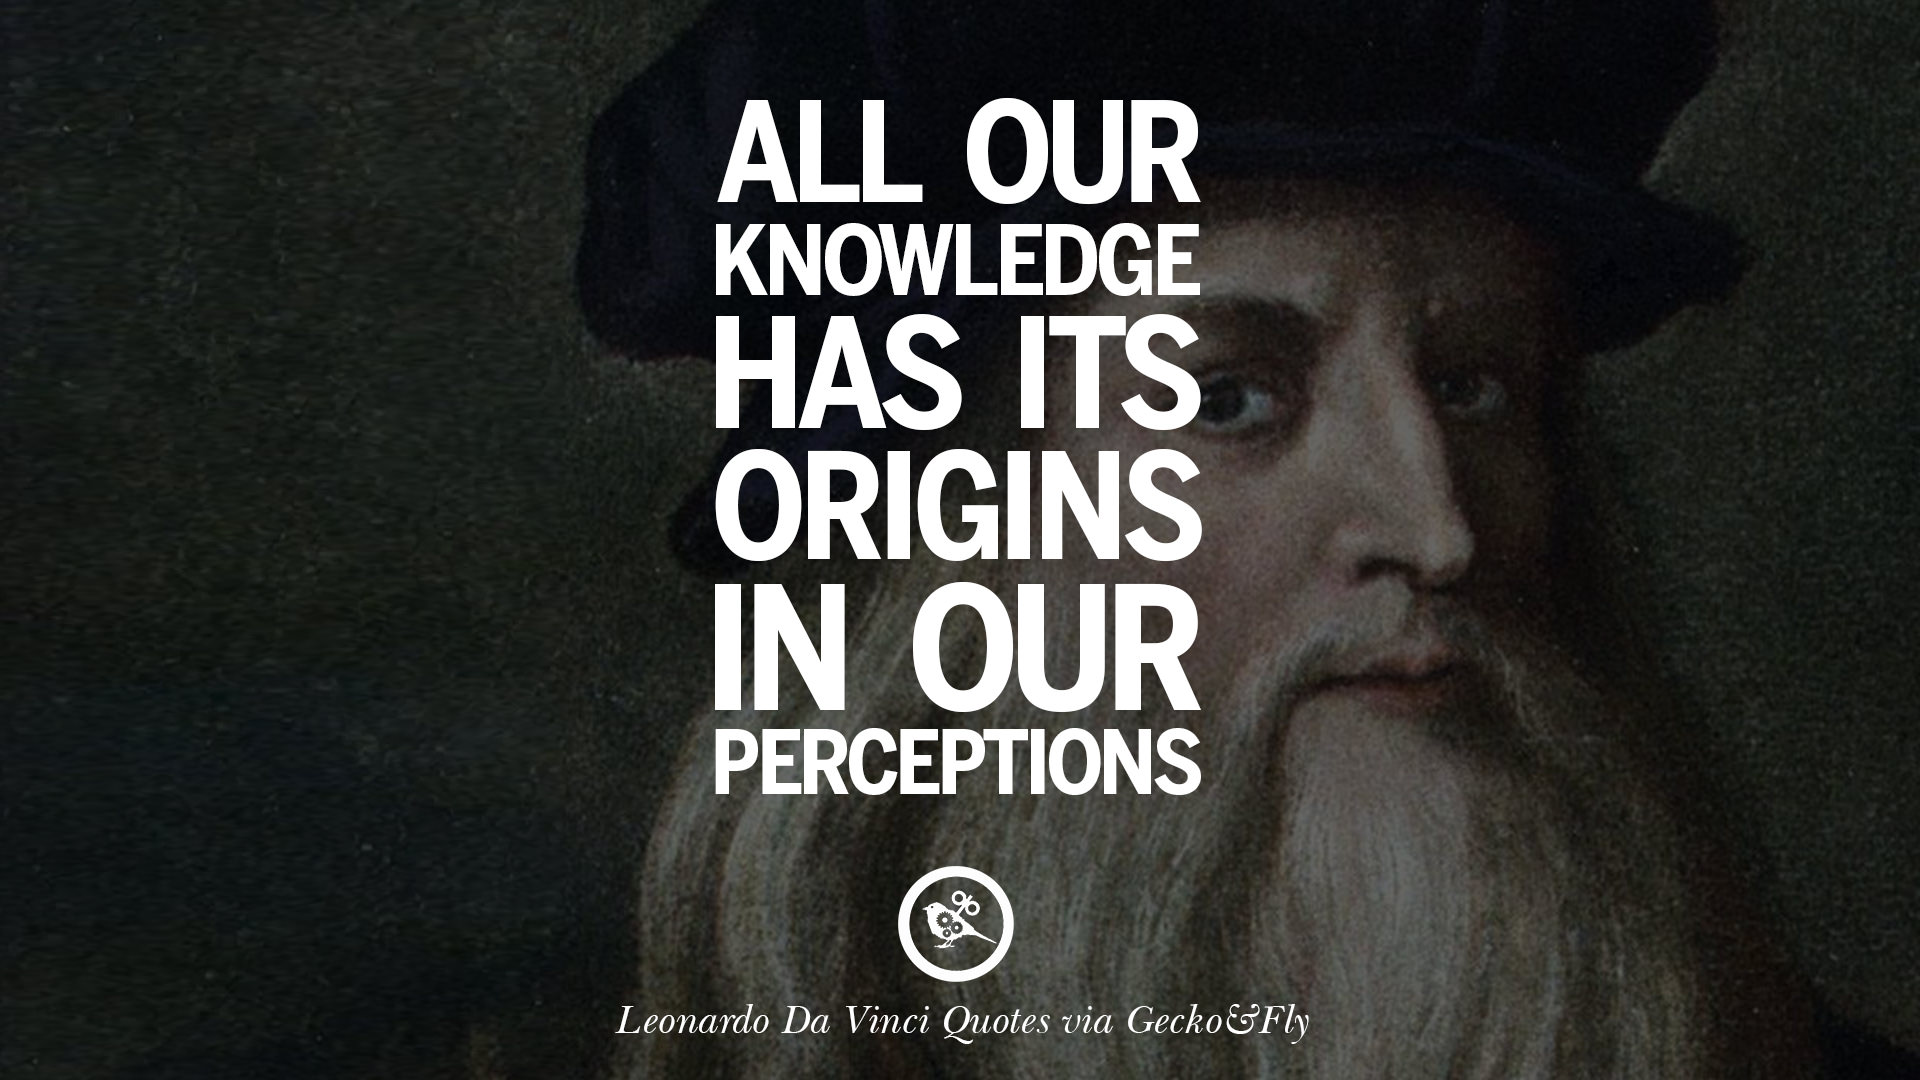 ALL OUR
KNOWLEDGE
HAS ITS
ORIGINS
IN OUR
PERCEPTIONS
Leonardo Da Vinci Quotes via Gecko&Fly